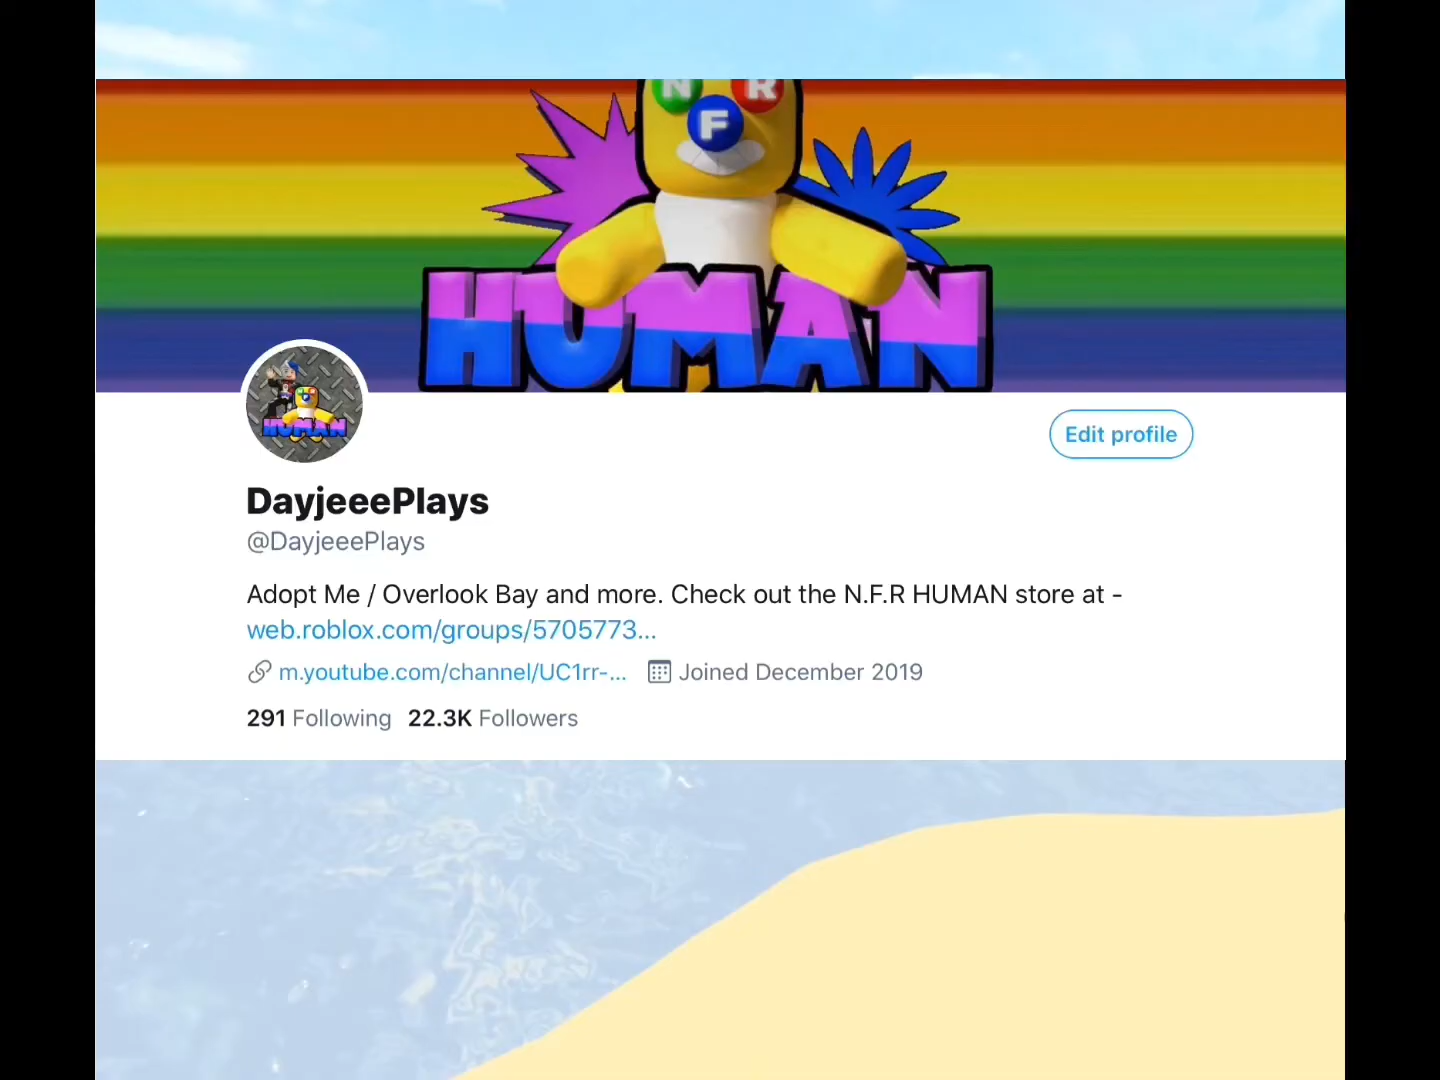 N R
F
HUMAN
HUMAN
Edit profile
DayjeeePlays
@DayjeeePlays
Adopt Me / Overlook Bay and more. Check out the N.F.R HUMAN store at -
web.roblox.com/groups/5705773...
m.youtube.com/channel/UC1rr-... Joined December 2019
291 Following 22.3K Followers